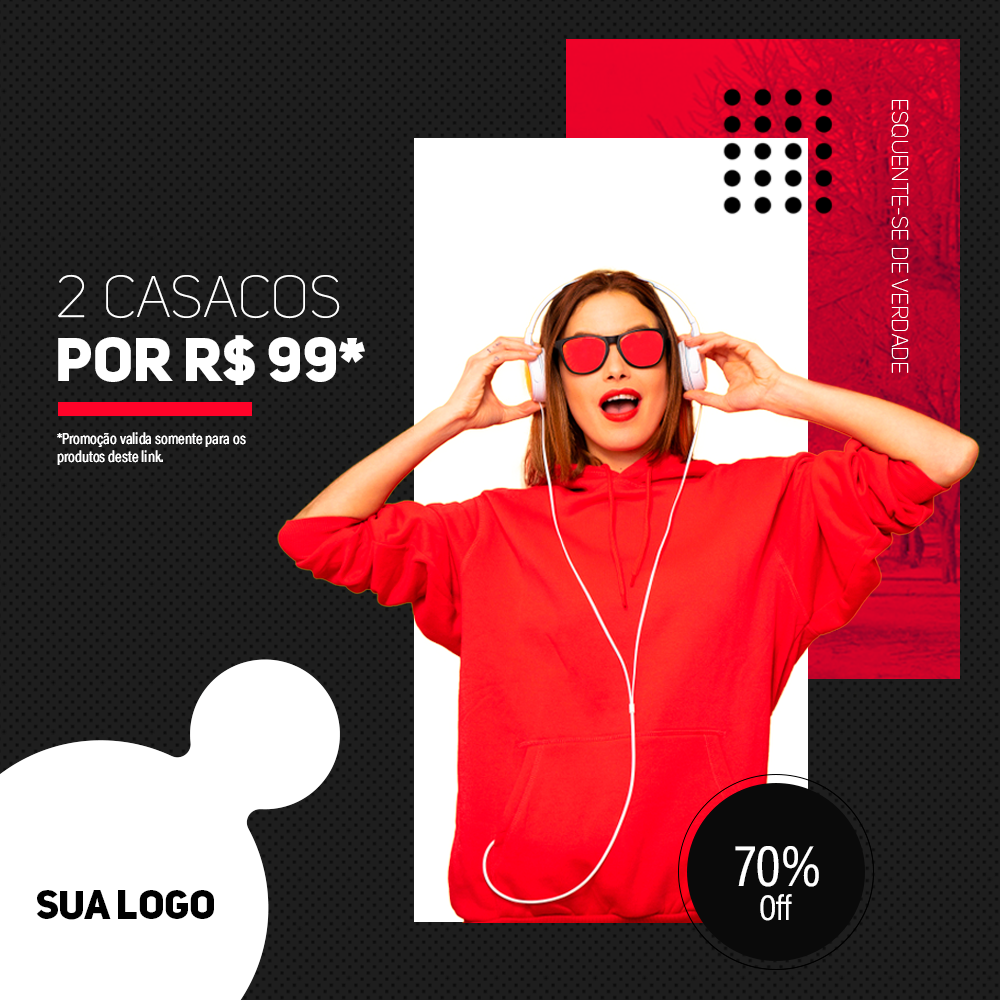 ESQUENTE-SE DE VERDADE
2 CASACOS
POR R$ 99*
*Promoção valida somente para os
produtos deste link.
70%
Off
SUA LOGO